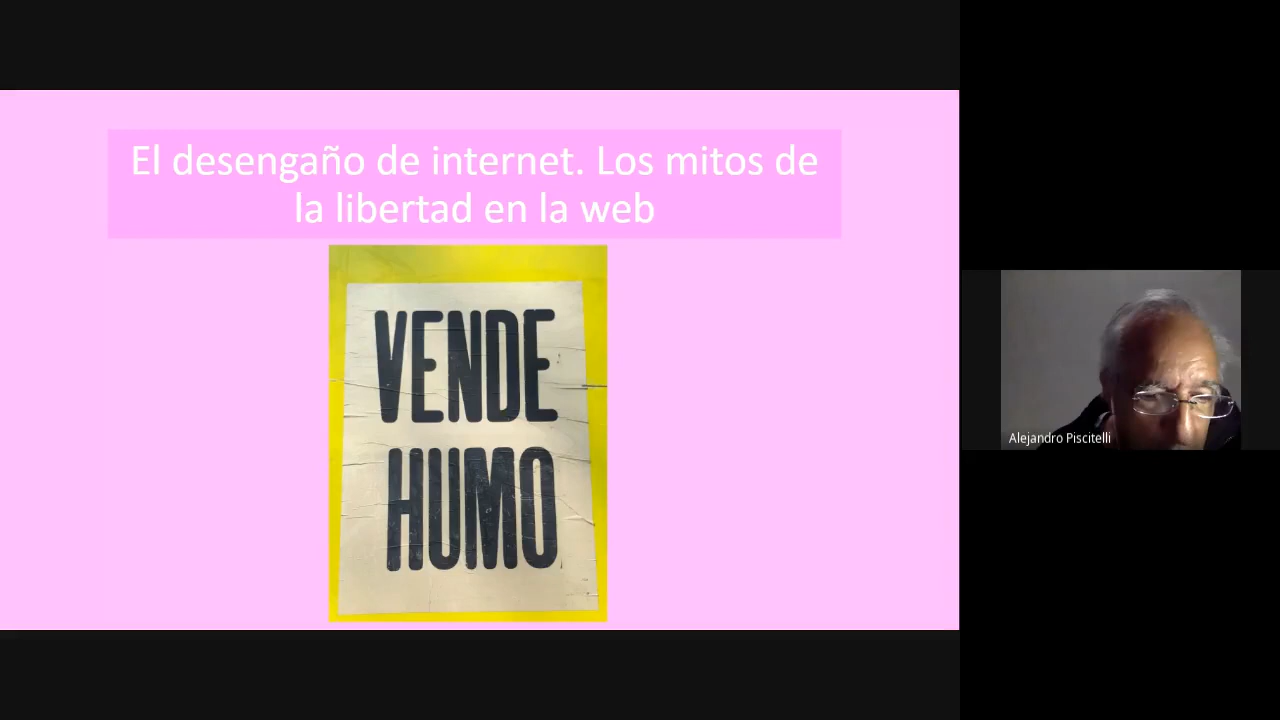 El desengaño de internet. Los mitos de
la libertad en la web
VENDE
HUMO
Alejandro Piscitelli